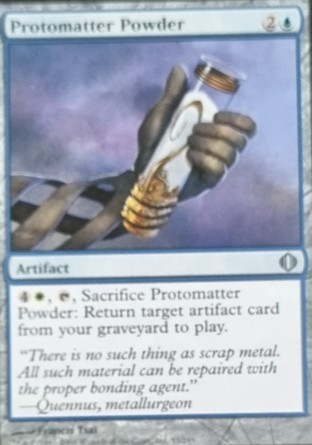 Protomatter Powder 2
Artifact
4, , Sacrifice Protomatter
Powder: Return target artifact card
from your graveyard to play.
"There is no such thing as scrap metal.
All such material can be repaired with
the proper bonding agent."
—Quennus, metallurgeon
Francis Tsai